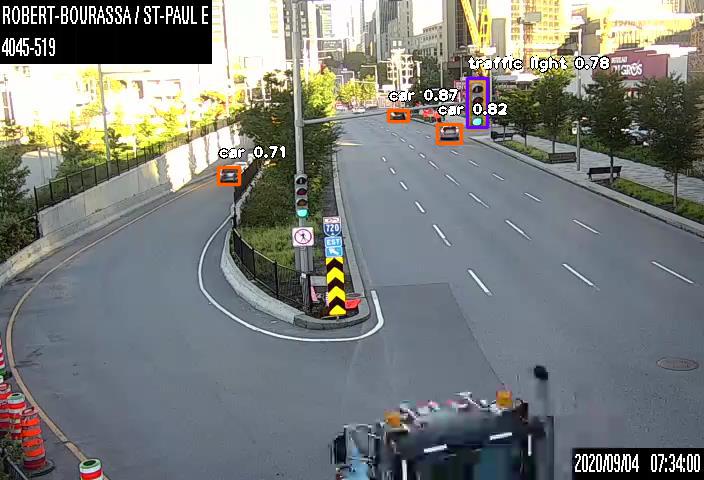 ROBERT-BOURASSA / ST-PAUL E
4045-519
traffic light 0.78
car 0.87
car 0.82
car 0.71
720
EST
2020/09/04 07:34:00